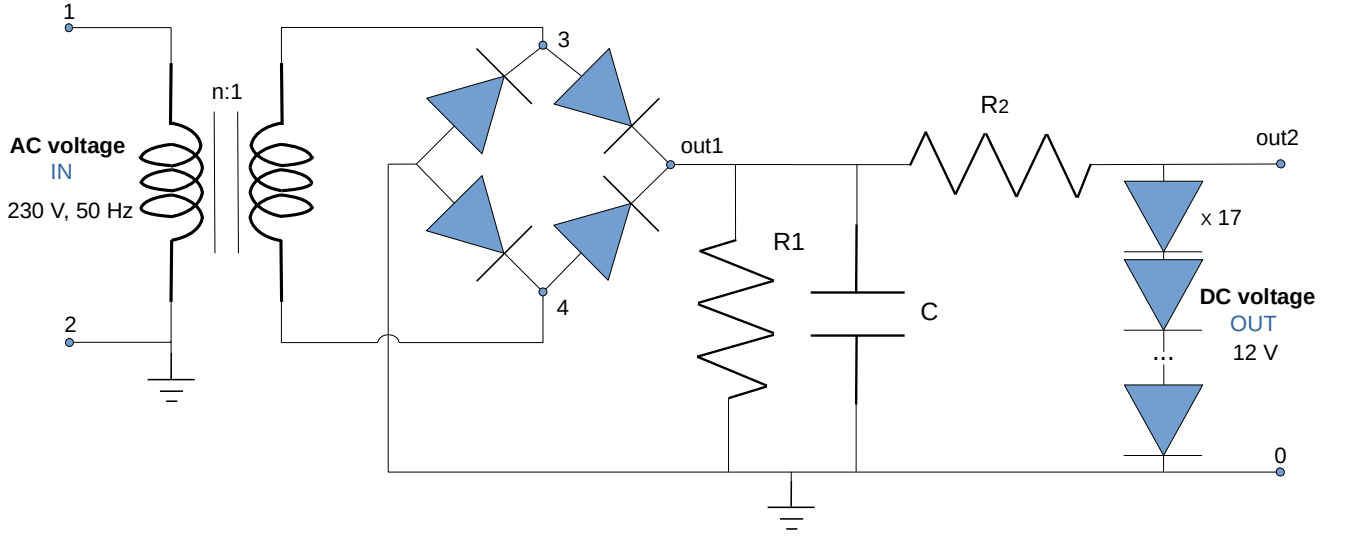 1
3
n:1
AC voltage
IN
230 V, 50 Hz
out1
R2
out2
x 17
R1
DC voltage
OUT
12 V
C
4
2
...
0